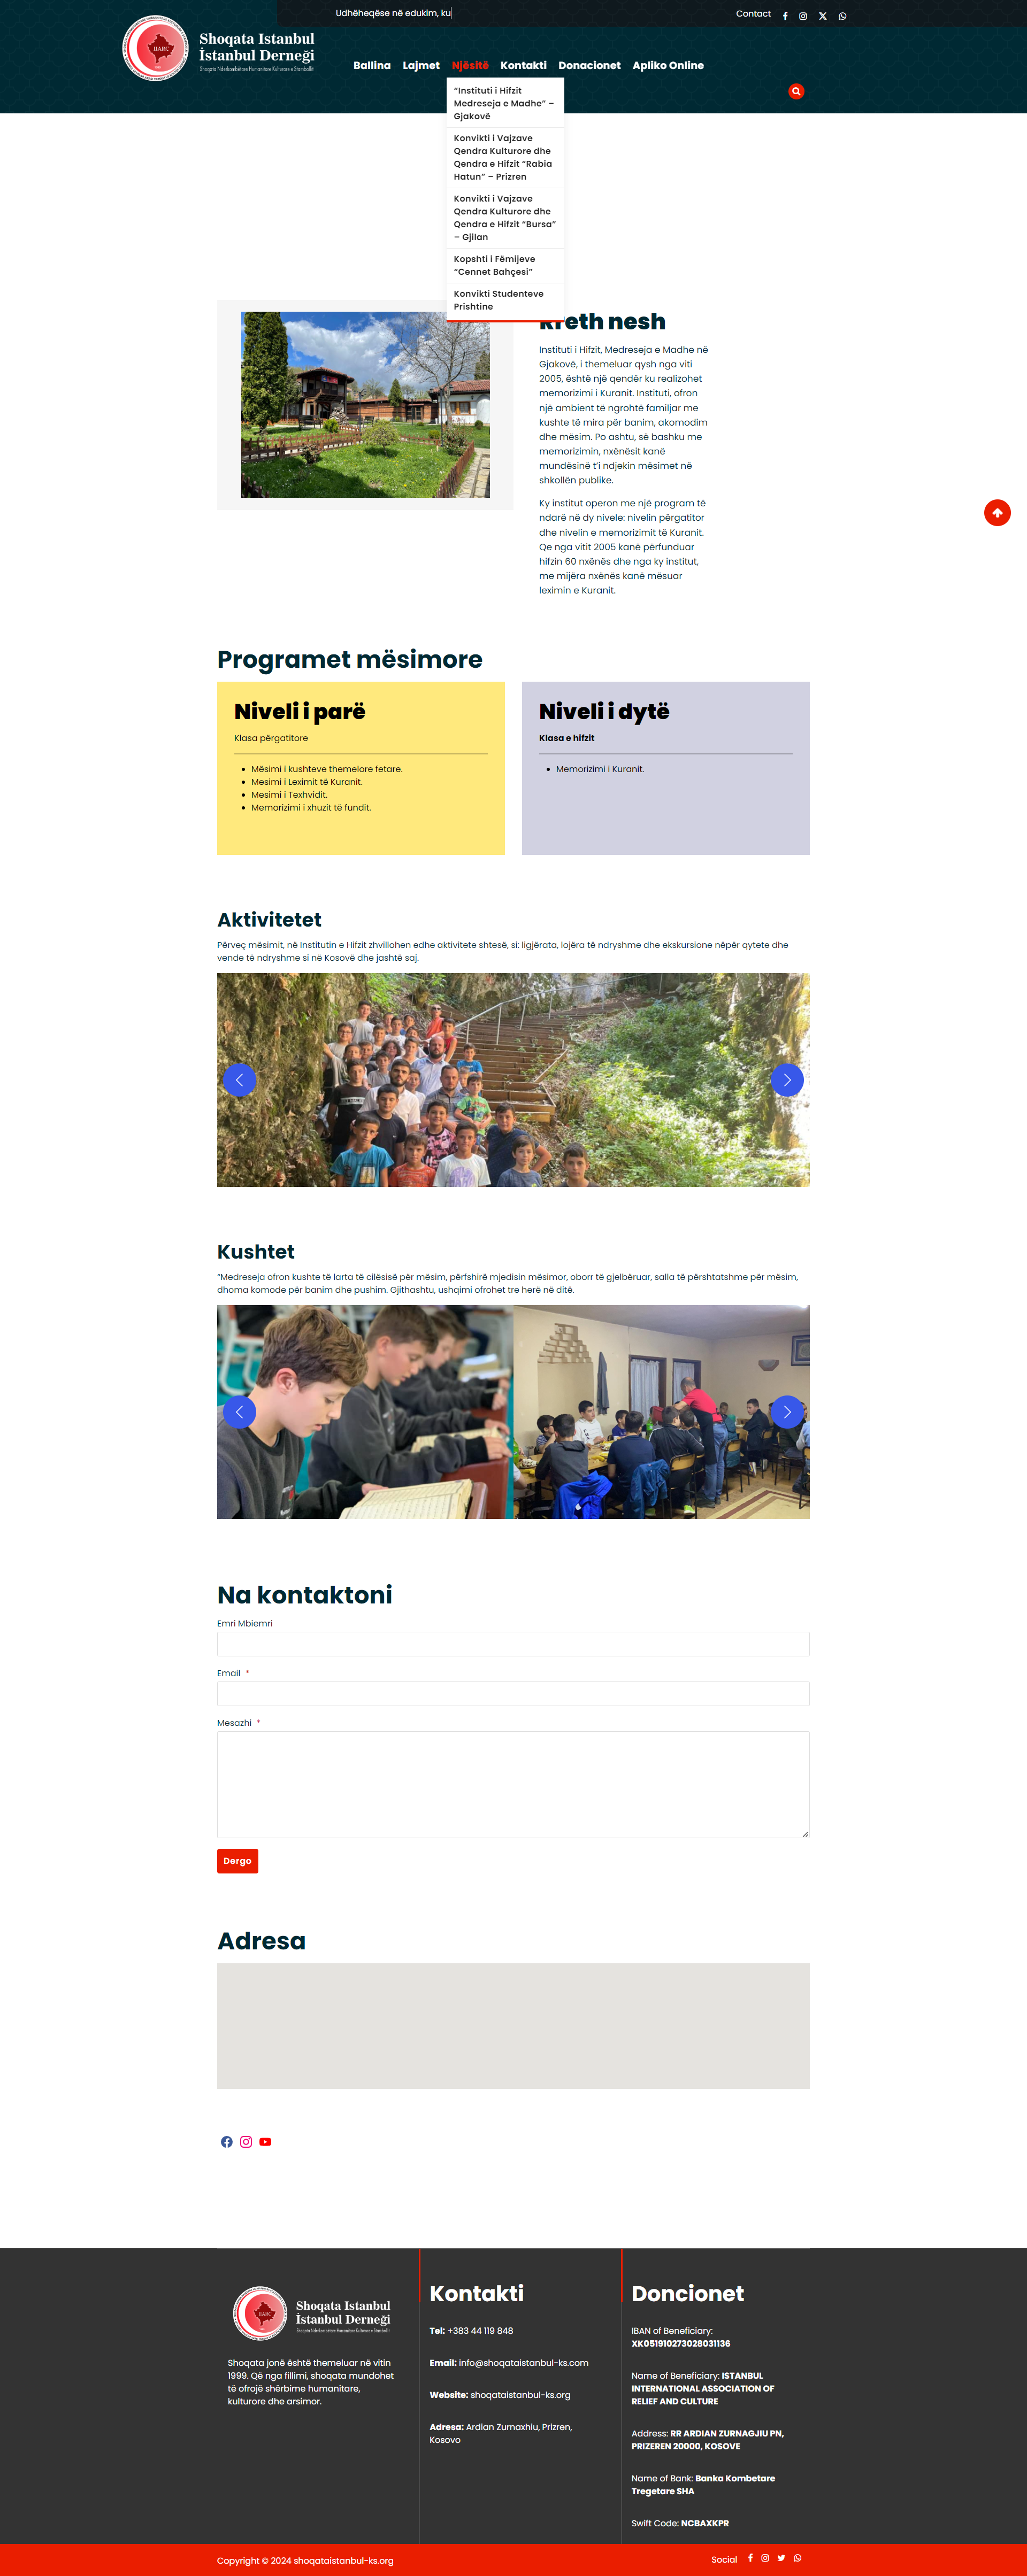 Udhëheqëse në edukim, ku
Contact
BARC
Shoqata Istanbul
İstanbul Derneği
Shoqata Ndërkombëtare Humanitare Kulturore e Stambollit
Ballina
Lajmet
Njësitë
Kontakti
Donacionet
Apliko Online
“Instituti i Hifzit
Medreseja e Madhe” –
Gjakovë
Konvikti i Vajzave
Qendra Kulturore dhe
Qendra e Hifzit “Rabia
Hatun” – Prizren
Konvikti i Vajzave
Qendra Kulturore dhe
Qendra e Hifzit “Bursa”
– Gjilan
Kopshti i Fëmijeve
“Cennet Bahçesi”
Konvikti Studenteve
Prishtine
Rreth nesh
Instituti i Hifzit, Medreseja e Madhe në
Gjakovë, i themeluar qysh nga viti
2005, është një qendër ku realizohet
memorizimi i Kuranit. Instituti, ofron
një ambient të ngrohtë familjar me
kushte të mira për banim, akomodim
dhe mësim. Po ashtu, së bashku me
memorizimin, nxënësit kanë
mundësinë t’i ndjekin mësimet në
shkollën publike.
Ky institut operon me një program të
ndarë në dy nivele: nivelin përgatitor
dhe nivelin e memorizimit të Kuranit.
Qe nga vitit 2005 kanë përfunduar
hifzin 60 nxënës dhe nga ky institut,
me mijëra nxënës kanë mësuar
leximin e Kuranit.
Programet mësimore
Niveli i parë
Klasa përgatitore
Mësimi i kushteve themelore fetare.
Mesimi i Leximit të Kuranit.
Mesimi i Texhvidit.
Memorizimi i xhuzit të fundit.
Niveli i dytë
Klasa e hifzit
Memorizimi i Kuranit.
Aktivitetet
Përveç mësimit, në Institutin e Hifzit zhvillohen edhe aktivitete shtesë, si: ligjërata, lojëra të ndryshme dhe ekskursione nëpër qytete dhe
vende të ndryshme si në Kosovë dhe jashtë saj.
Kushtet
“Medreseja ofron kushte të larta të cilësisë për mësim, përfshirë mjedisin mësimor, oborr të gjelbëruar, salla të përshtatshme për mësim,
dhoma komode për banim dhe pushim. Gjithashtu, ushqimi ofrohet tre herë në ditë.
Na kontaktoni
Emri Mbiemri
Email *
Mesazhi *
Dergo
Adresa
BARC
Shoqata Istanbul
İstanbul Derneği
Shoqata Ndërkombëtare Humanitare Kulturore e Stambollit
Shoqata jonë është themeluar në vitin
1999. Që nga fillimi, shoqata mundohet
të ofrojë shërbime humanitare,
kulturore dhe arsimor.
Kontakti
Tel: +383 44 119 848
Email: info@shoqataistanbul-ks.com
Website: shoqataistanbul-ks.org
Adresa: Ardian Zurnaxhiu, Prizren,
Kosovo
Doncionet
IBAN of Beneficiary:
XK051910273028031136
Name of Beneficiary: ISTANBUL
INTERNATIONAL ASSOCIATION OF
RELIEF AND CULTURE
Address: RR ARDIAN ZURNAGJIU PN,
PRIZEREN 20000, KOSOVE
Name of Bank: Banka Kombetare
Tregetare SHA
Swift Code: NCBAXKPR
Copyright © 2024 shoqataistanbul-ks.org
Social